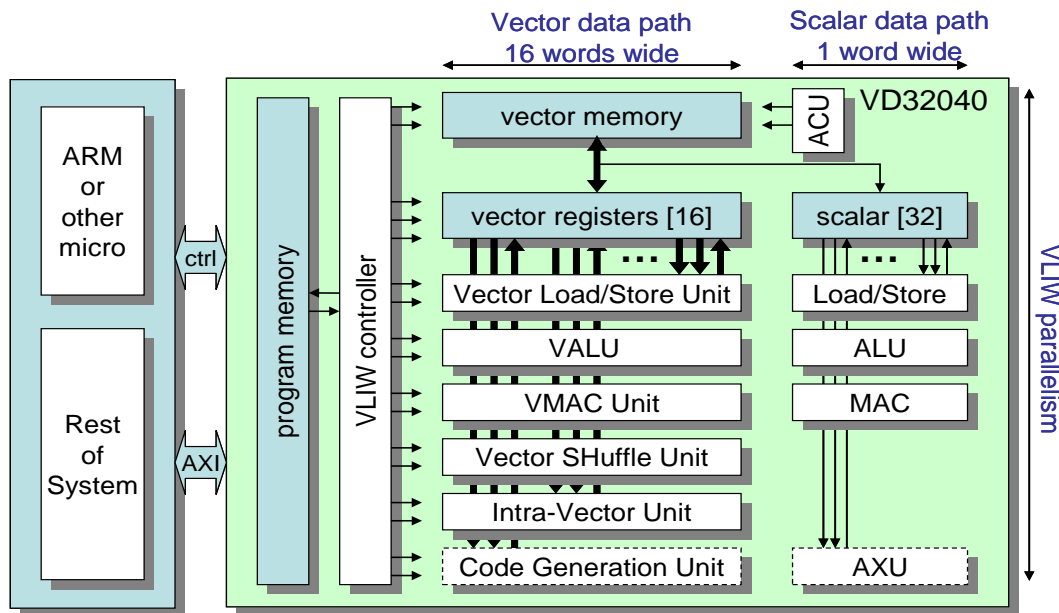 Vector data path
16 words wide
Scalar data path
1 word wide
VD32040
ARM
or
other
micro
ctrl
Rest
of
System
AXI
program memory
VLIW controller
vector memory
ACU
vector registers [16]
scalar [32]
...
...
Vector Load/Store Unit
Load/Store
VALU
ALU
VMAC Unit
MAC
Vector SHuffle Unit
Intra-Vector Unit
Code Generation Unit
AXU
VLIW parallelism